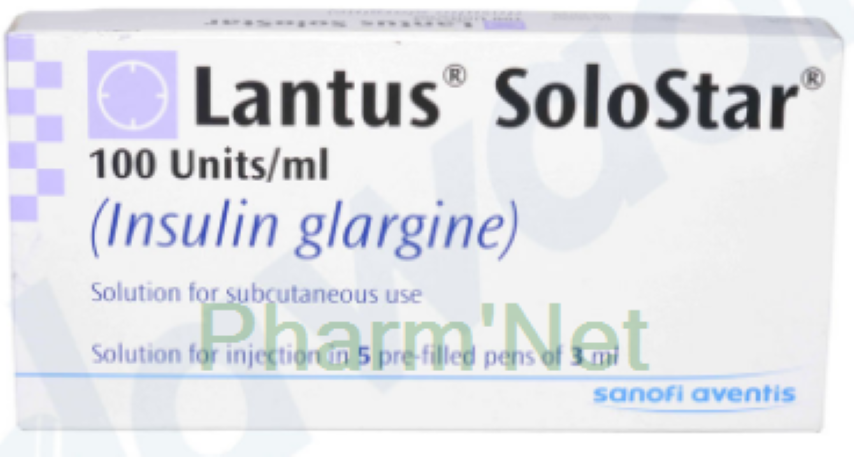 Lantus® SoloStar®
100 Units/ml
(Insulin glargine)
Solution for subcutaneous use
Pharm'Net
Solution for injection in 5 pre-filled pens of 3 ml
sanofi aventis